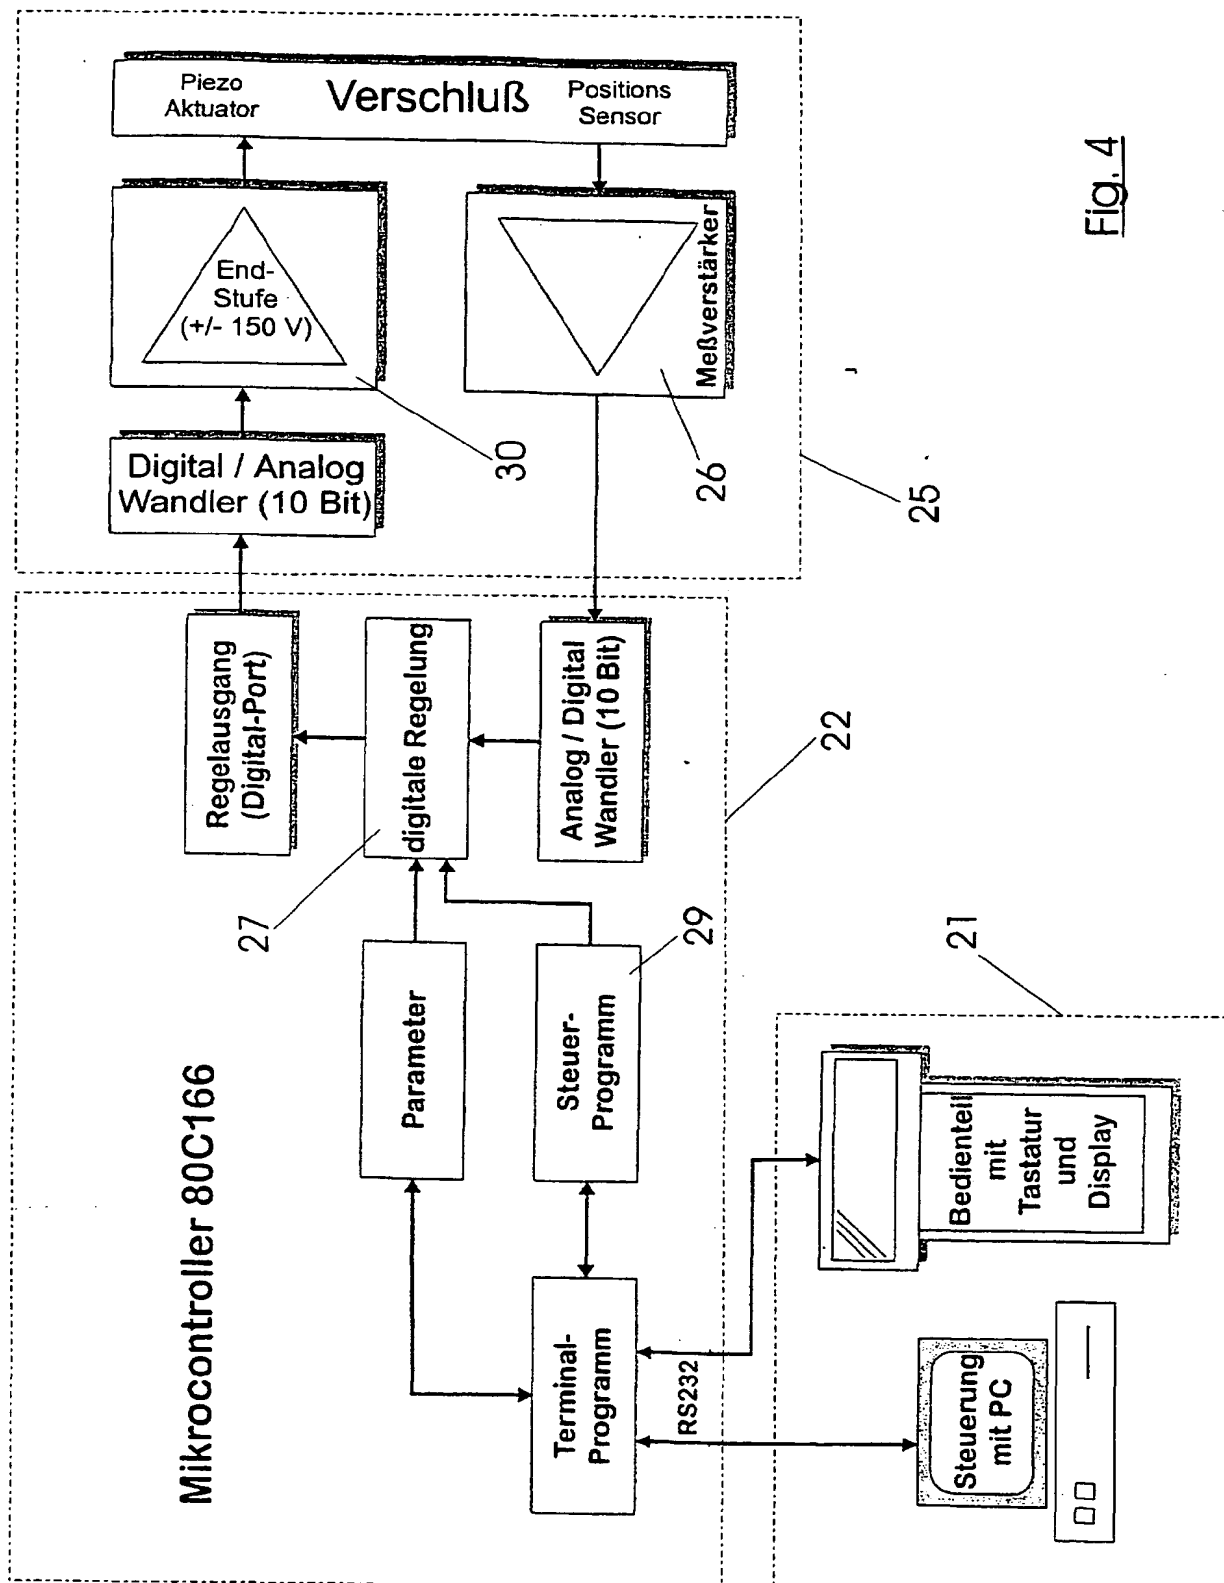 Mikrocontroller 80C166
Regelausgang
(Digital-Port)
27
digitale Regelung
Parameter
Analog / Digital
Wandler (10 Bit)
Steuer-
Programm
29
Terminal-
Programm
RS232
22
Digital / Analog
Wandler (10 Bit)
End-
Stufe
(+/- 150 V)
30
Piezo
Aktuator
Verschluß
Positions
Sensor
Meßverstärker
26
25
21
Steuerung
mit PC
Bedienteil
mit
Tastatur
und
Display
Fig. 4